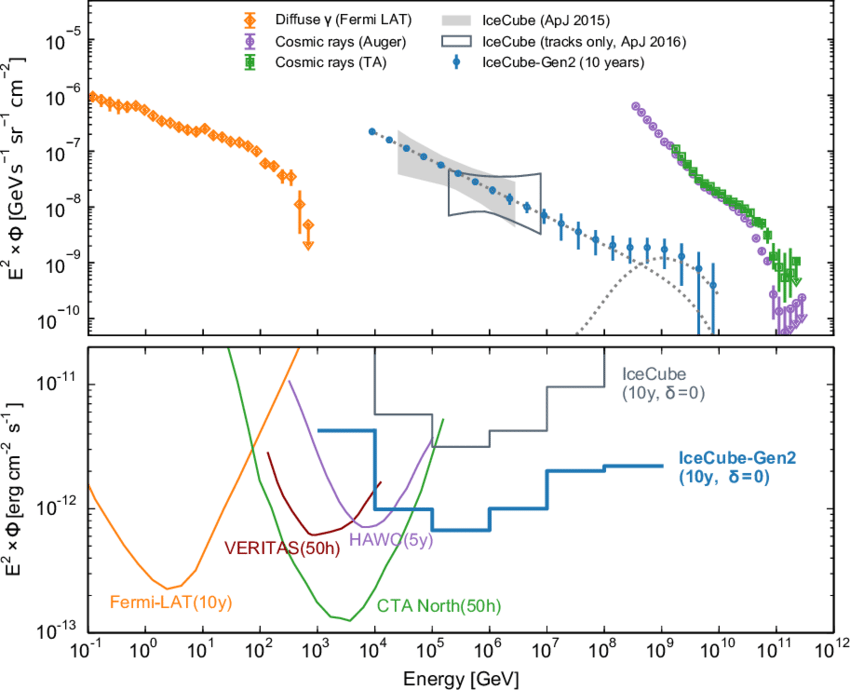 Diffuse γ (Fermi LAT)
Cosmic rays (Auger)
Cosmic rays (TA)
IceCube (ApJ 2015)
IceCube (tracks only, ApJ 2016)
IceCube-Gen2 (10 years)
E² × Φ [GeV s⁻¹ sr⁻¹ cm⁻²]
10⁻⁵
10⁻⁶
10⁻⁷
10⁻⁸
10⁻⁹
10⁻¹⁰
E² × Φ [erg cm⁻² s⁻¹]
10⁻¹¹
10⁻¹²
10⁻¹³
IceCube
(10y, δ=0)
IceCube-Gen2
(10y, δ=0)
VERITAS(50h)
HAWC(5y)
Fermi-LAT(10y)
CTA North(50h)
10⁻¹ 10⁰ 10¹ 10² 10³ 10⁴ 10⁵ 10⁶ 10⁷ 10⁸ 10⁹ 10¹⁰ 10¹¹ 10¹²
Energy [GeV]